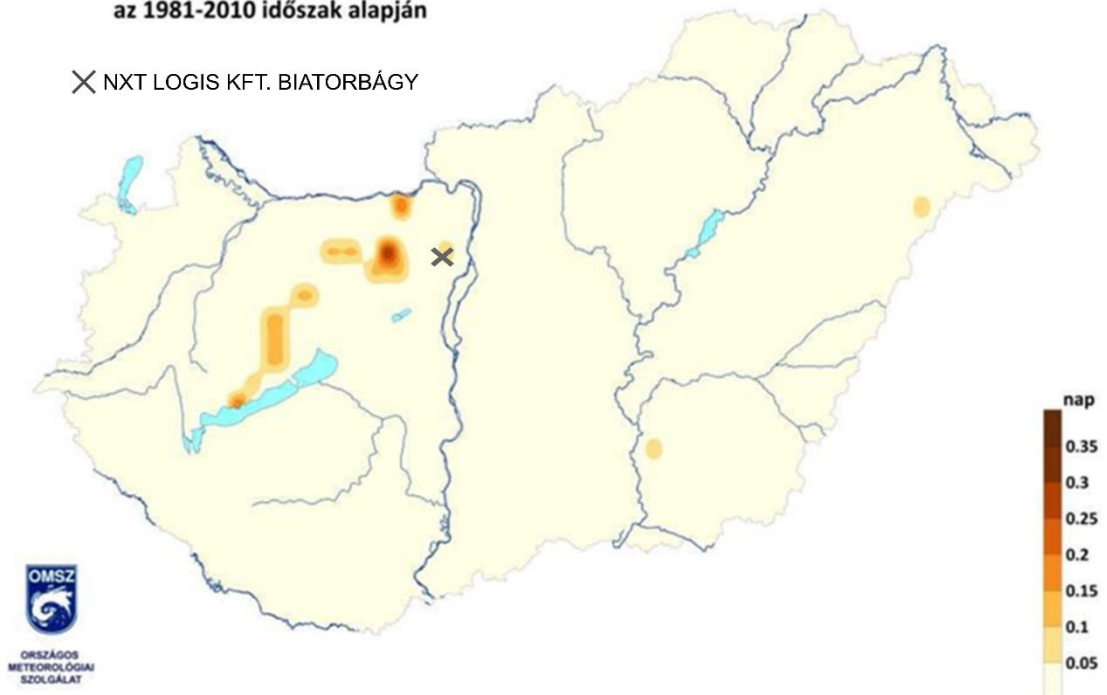 az 1981-2010 időszak alapján
NXT LOGIS KFT. BIATORBÁGY
nap
0.35
0.3
0.25
0.2
0.15
0.1
0.05
OMSZ
ORSZÁGOS
METEOROLÓGIAI
SZOLGÁLAT